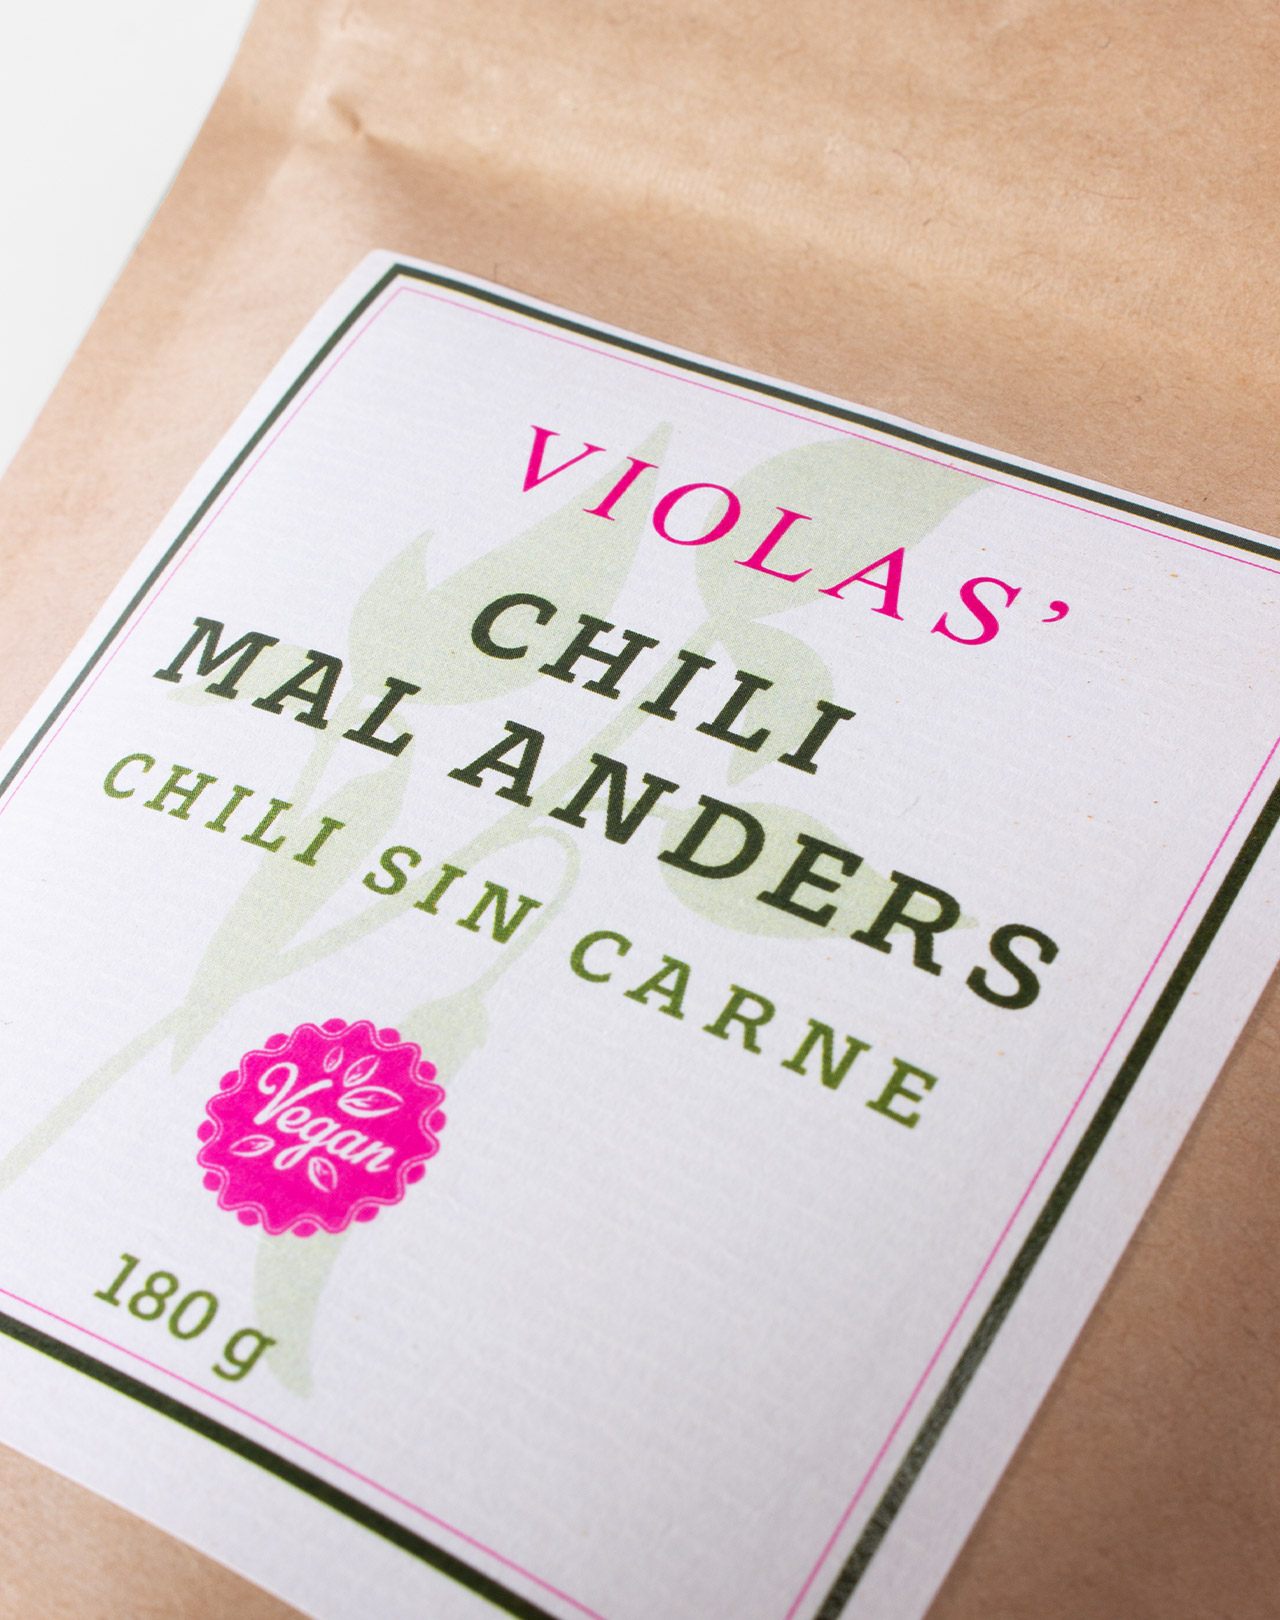 VIOLAS’
CHILI
MAL ANDERS
CHILI SIN CARNE
Vegan
180 g